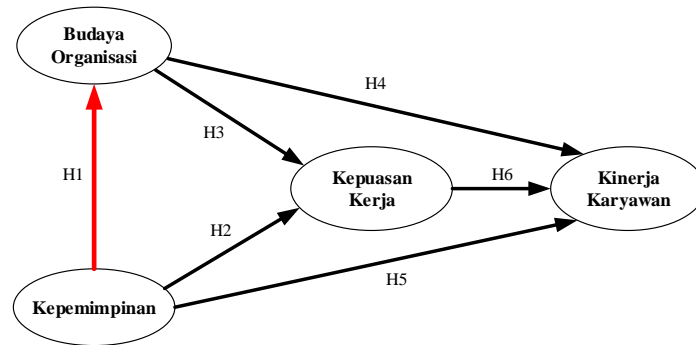 Budaya
Organisasi
H4
H3
H1
Kepuasan
Kerja
H6
Kinerja
Karyawan
H2
H5
Kepemimpinan